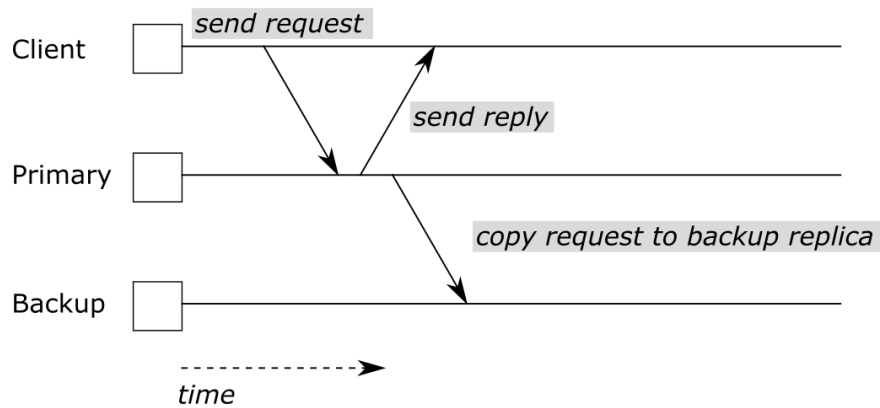 send request
Client
send reply
Primary
copy request to backup replica
Backup
time